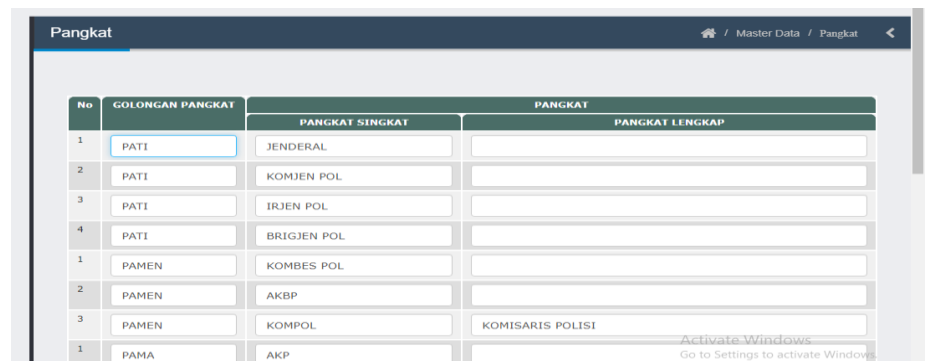 Pangkat
/ Master Data / Pangkat
No GOLONGAN PANGKAT PANGKAT
PANGKAT SINGKAT PANGKAT LENGKAP
1 PATI JENDERAL
2 PATI KOMJEN POL
3 PATI IRJEN POL
4 PATI BRIGJEN POL
1 PAMEN KOMBES POL
2 PAMEN AKBP
3 PAMEN KOMPOL KOMISARIS POLISI
Activate Windows
1 PAMA AKP
Go to Settings to activate Windows.